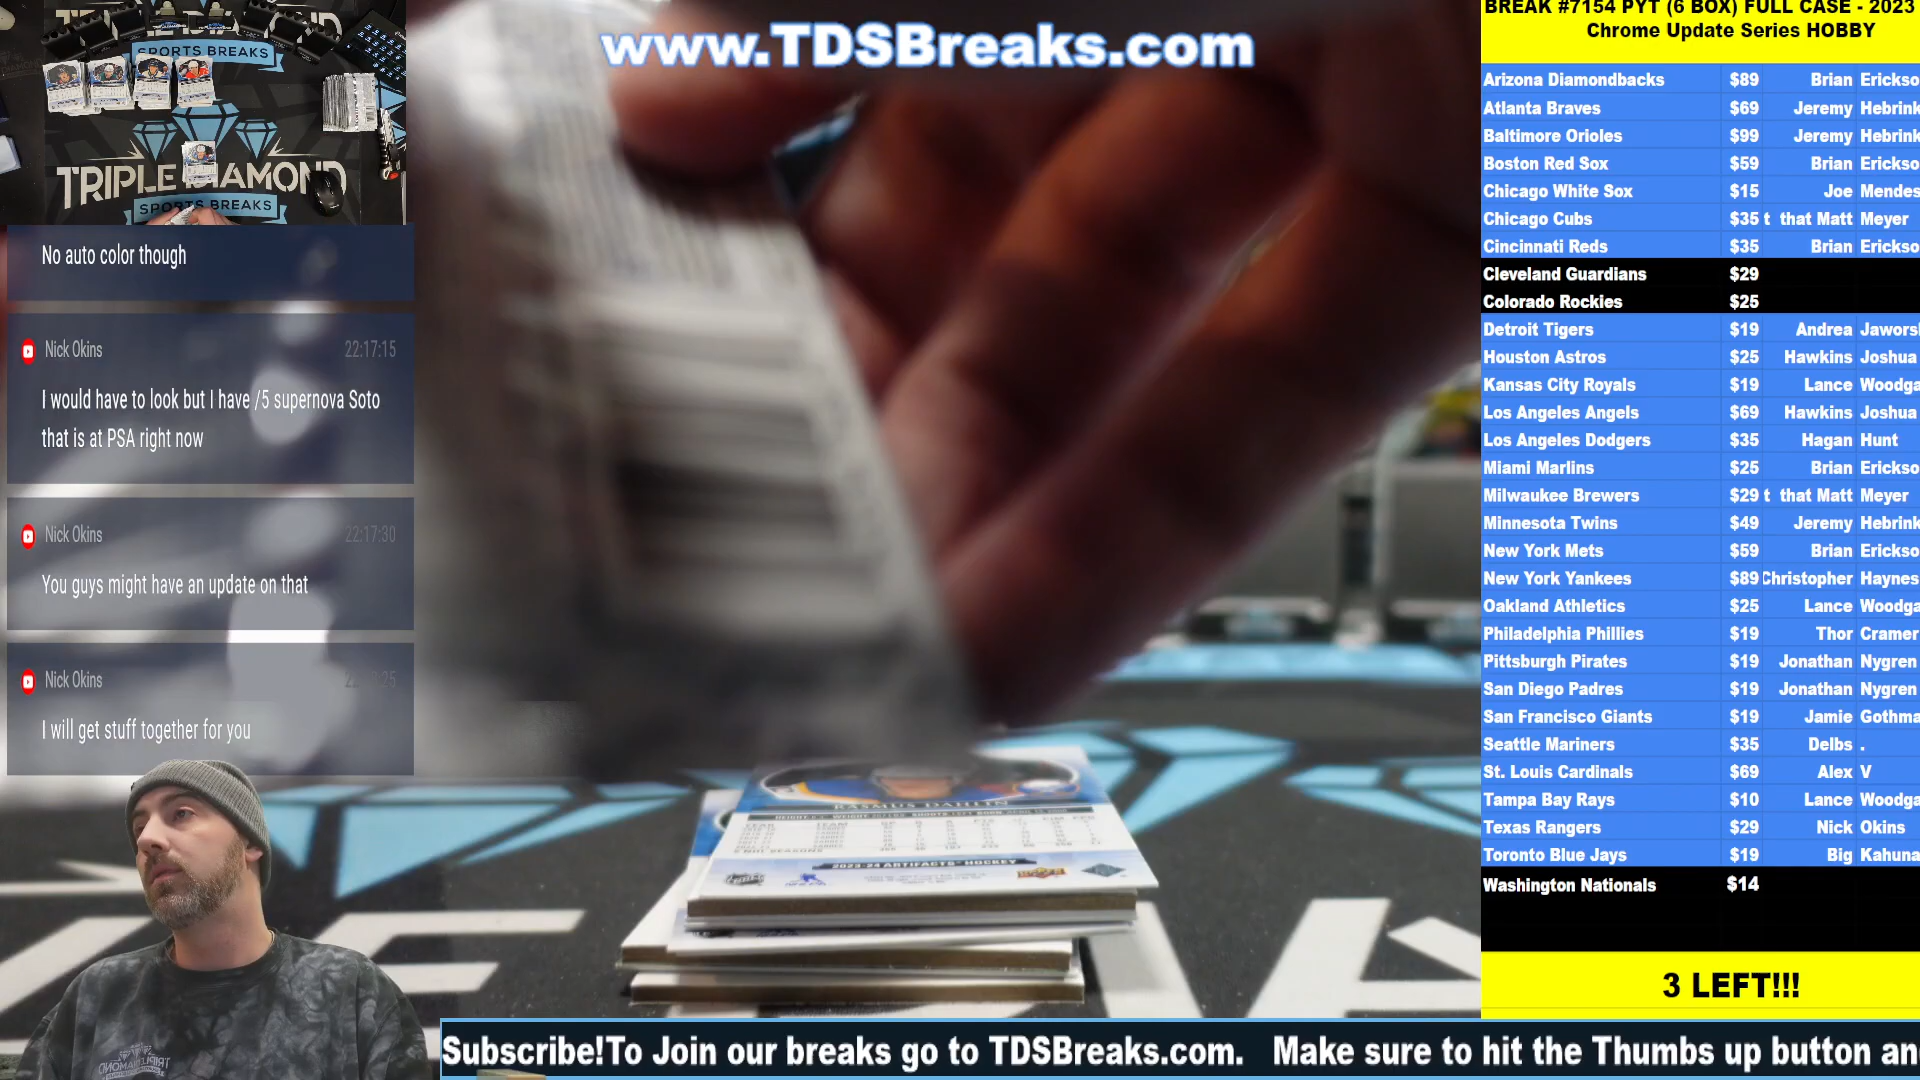 SPORTS BREAKS
TRIPLE DIAMOND
SPORTS BREAKS
www.TDSBreaks.com
No auto color though
Nick Okins 22:17:15
I would have to look but I have /5 supernova Soto
that is at PSA right now
Nick Okins 22:17:30
You guys might have an update on that
Nick Okins
I will get stuff together for you
RASMUS DAHLIN
2023-24 ARTIFACTS HOCKEY
BREAK #7154 PYT (6 BOX) FULL CASE - 2023
Chrome Update Series HOBBY
Arizona Diamondbacks $89 Brian Erickso
Atlanta Braves $69 Jeremy Hebrink
Baltimore Orioles $99 Jeremy Hebrink
Boston Red Sox $59 Brian Erickso
Chicago White Sox $15 Joe Mendes
Chicago Cubs $35 t that Matt Meyer
Cincinnati Reds $35 Brian Erickso
Cleveland Guardians $29
Colorado Rockies $25
Detroit Tigers $19 Andrea Jawors
Houston Astros $25 Hawkins Joshua
Kansas City Royals $19 Lance Woodga
Los Angeles Angels $69 Hawkins Joshua
Los Angeles Dodgers $35 Hagan Hunt
Miami Marlins $25 Brian Erickso
Milwaukee Brewers $29 t that Matt Meyer
Minnesota Twins $49 Jeremy Hebrink
New York Mets $59 Brian Erickso
New York Yankees $89 Christopher Haynes
Oakland Athletics $25 Lance Woodga
Philadelphia Phillies $19 Thor Cramer
Pittsburgh Pirates $19 Jonathan Nygren
San Diego Padres $19 Jonathan Nygren
San Francisco Giants $19 Jamie Gothma
Seattle Mariners $35 Delbs .
St. Louis Cardinals $69 Alex V
Tampa Bay Rays $10 Lance Woodga
Texas Rangers $29 Nick Okins
Toronto Blue Jays $19 Big Kahuna
Washington Nationals $14
3 LEFT!!!
Subscribe!To Join our breaks go to TDSBreaks.com. Make sure to hit the Thumbs up button an